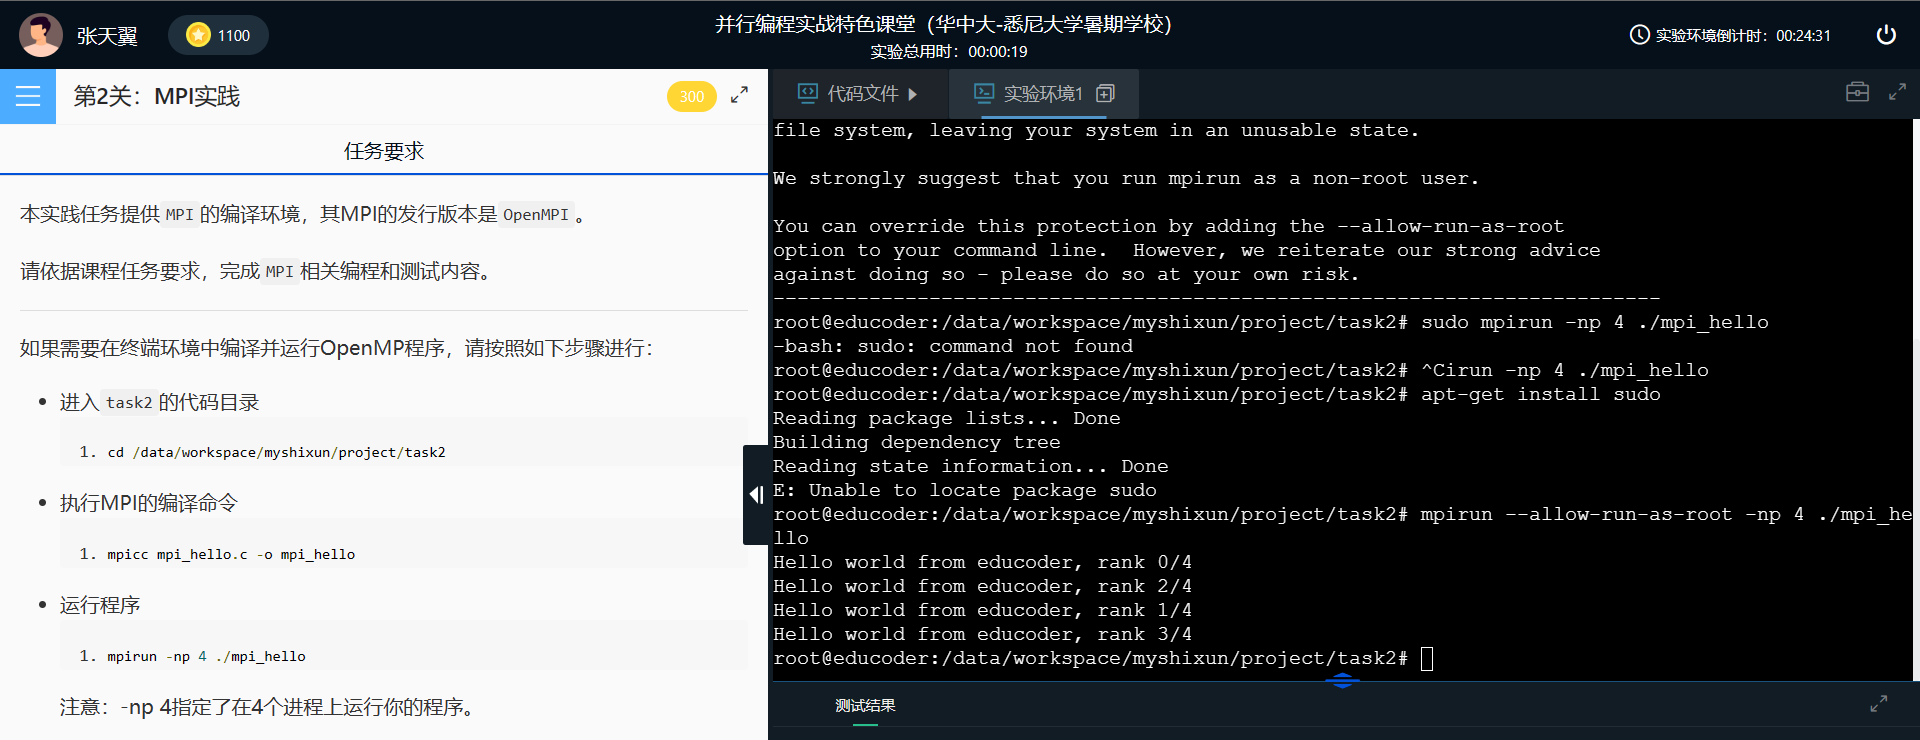 张天翼
1100
并行编程实战特色课堂（华中大-悉尼大学暑期学校）
实验总用时：00:00:19
实验环境倒计时：00:24:31
第2关：MPI实践
300
任务要求
本实践任务提供 MPI 的编译环境，其MPI的发行版本是 OpenMPI 。
请依据课程任务要求，完成 MPI 相关编程和测试内容。
如果需要在终端环境中编译并运行OpenMP程序，请按照如下步骤进行：
进入 task2 的代码目录
1. cd /data/workspace/myshixun/project/task2
执行MPI的编译命令
1. mpicc mpi_hello.c -o mpi_hello
运行程序
1. mpirun -np 4 ./mpi_hello
注意：-np 4指定了在4个进程上运行你的程序。
代码文件
实验环境1
file system, leaving your system in an unusable state.
We strongly suggest that you run mpirun as a non-root user.
You can override this protection by adding the --allow-run-as-root
option to your command line.  However, we reiterate our strong advice
against doing so - please do so at your own risk.
--------------------------------------------------------------------------
root@educoder:/data/workspace/myshixun/project/task2# sudo mpirun -np 4 ./mpi_hello
-bash: sudo: command not found
root@educoder:/data/workspace/myshixun/project/task2# ^Cirun -np 4 ./mpi_hello
root@educoder:/data/workspace/myshixun/project/task2# apt-get install sudo
Reading package lists... Done
Building dependency tree
Reading state information... Done
E: Unable to locate package sudo
root@educoder:/data/workspace/myshixun/project/task2# mpirun --allow-run-as-root -np 4 ./mpi_he
llo
Hello world from educoder, rank 0/4
Hello world from educoder, rank 2/4
Hello world from educoder, rank 1/4
Hello world from educoder, rank 3/4
root@educoder:/data/workspace/myshixun/project/task2#
测试结果